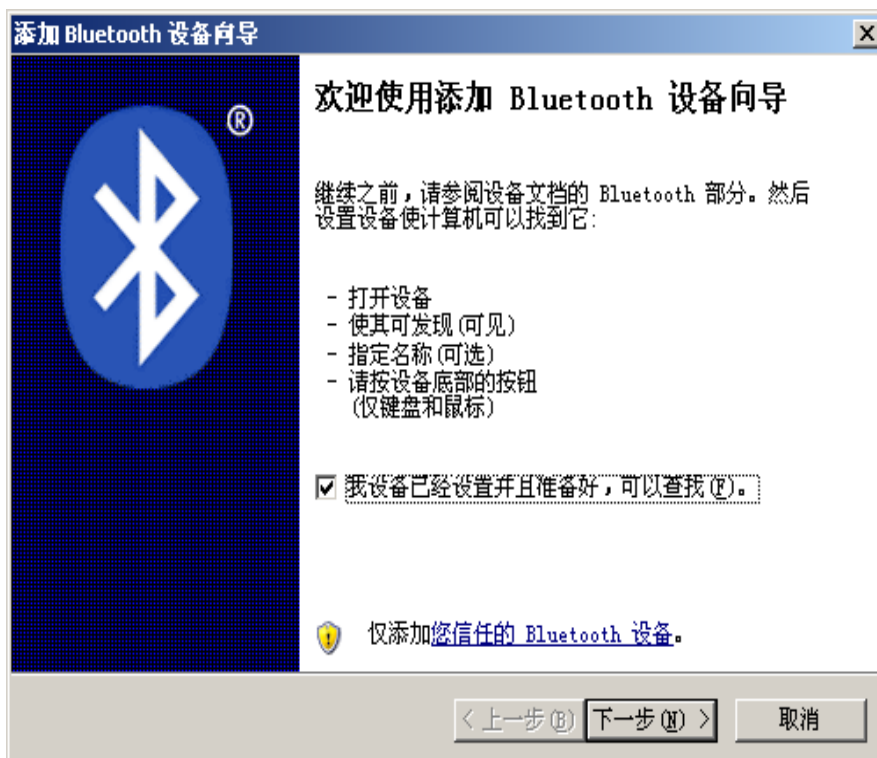 添加 Bluetooth 设备向导
®
欢迎使用添加 Bluetooth 设备向导
继续之前，请参阅设备文档的 Bluetooth 部分。然后
设置设备使计算机可以找到它:
- 打开设备
- 使其可发现(可见)
- 指定名称(可选)
- 请按设备底部的按钮
(仅键盘和鼠标)
我设备已经设置并且准备好，可以查找(F)。
仅添加您信任的 Bluetooth 设备。
< 上一步(B)
下一步(N) >
取消